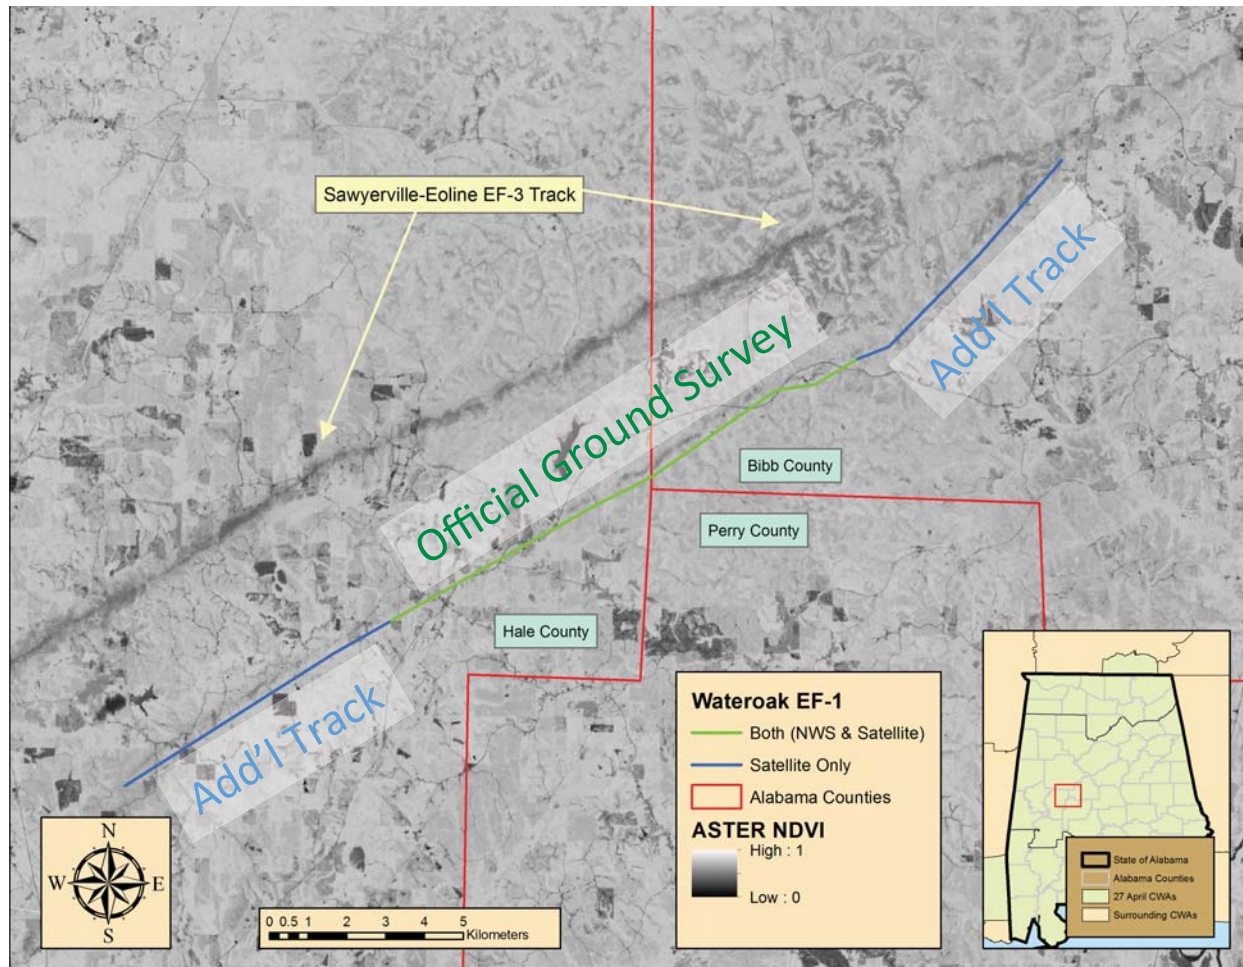 Sawyerville-Eoline EF-3 Track
Add'l Track
Official Ground Survey
Bibb County
Perry County
Hale County
Add'l Track
Wateroak EF-1
Both (NWS & Satellite)
Satellite Only
Alabama Counties
ASTER NDVI
High : 1
Low : 0
N
W E
S
0 0.5 1 2 3 4 5
Kilometers
State of Alabama
Alabama Counties
27 April CWAs
Surrounding CWAs